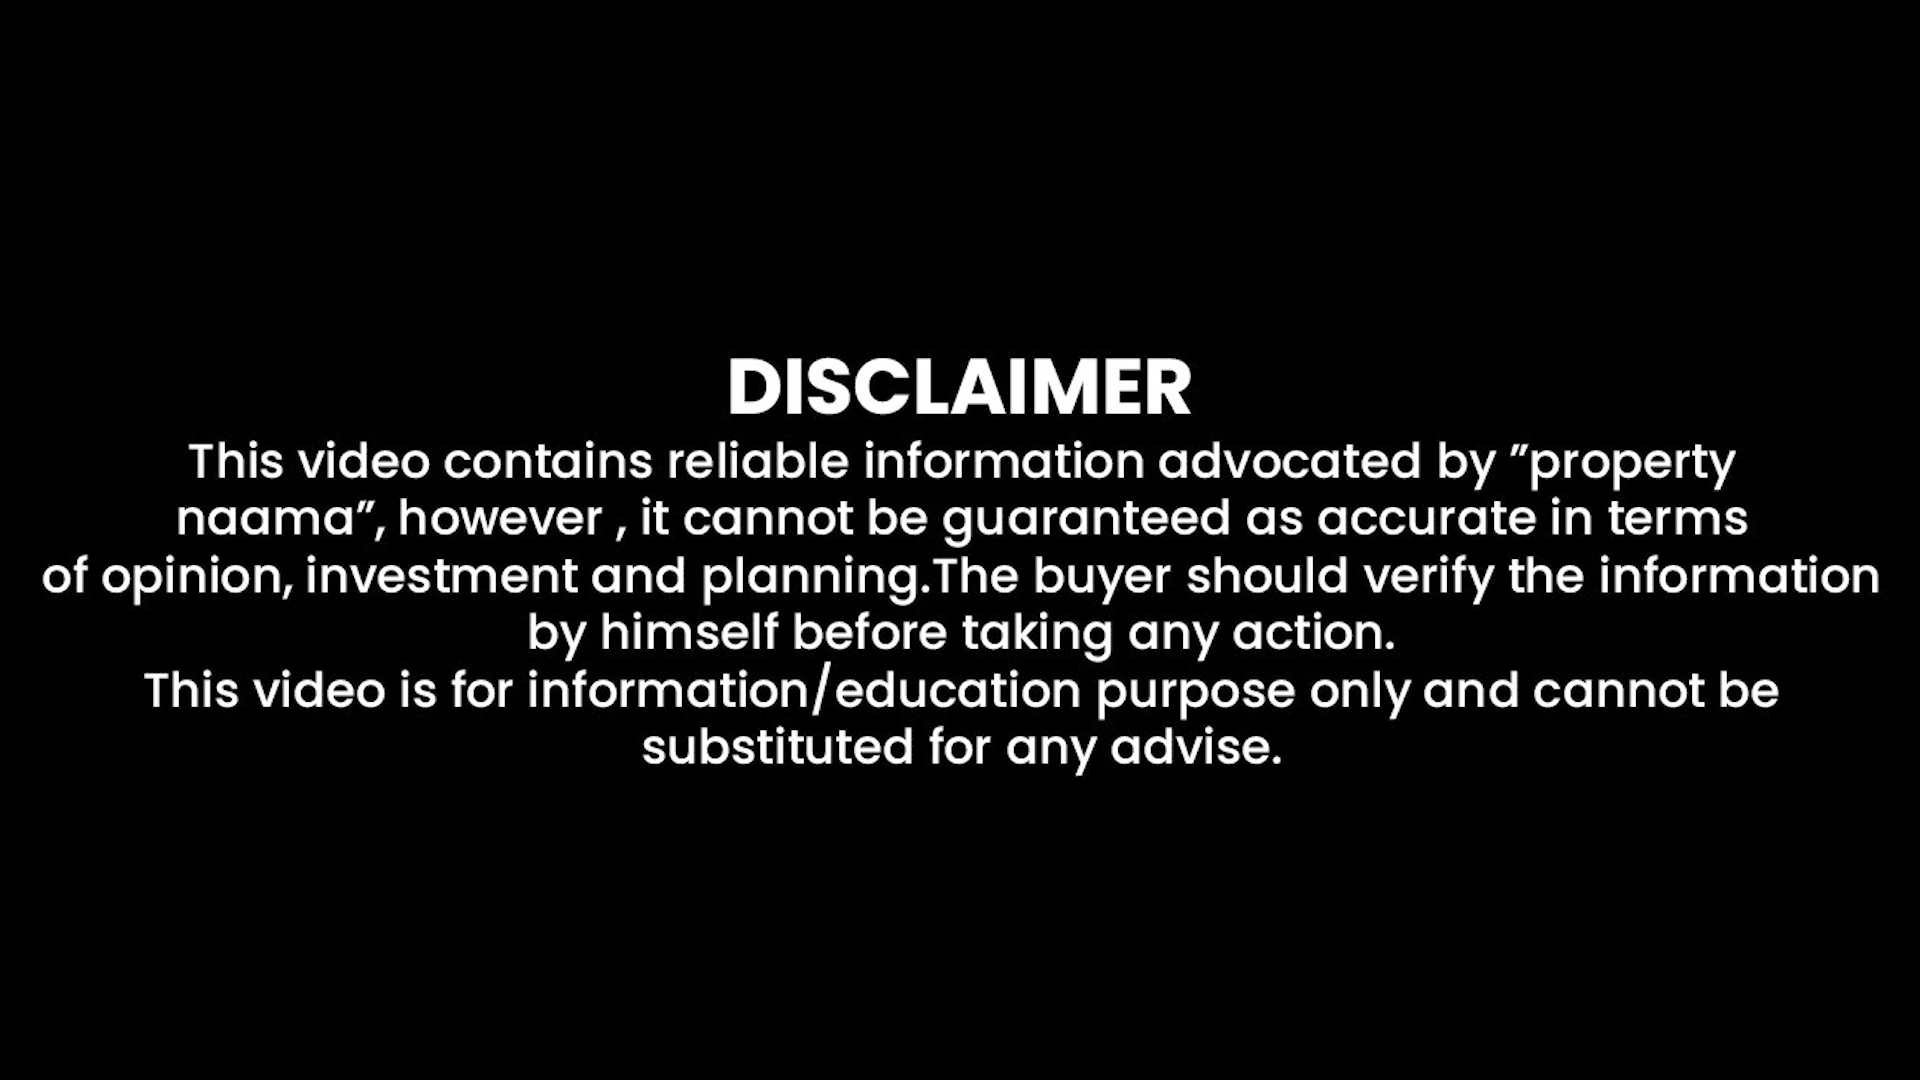 DISCLAIMER
This video contains reliable information advocated by ”property
naama”, however , it cannot be guaranteed as accurate in terms
of opinion, investment and planning.The buyer should verify the information
by himself before taking any action.
This video is for information/education purpose only and cannot be
substituted for any advise.